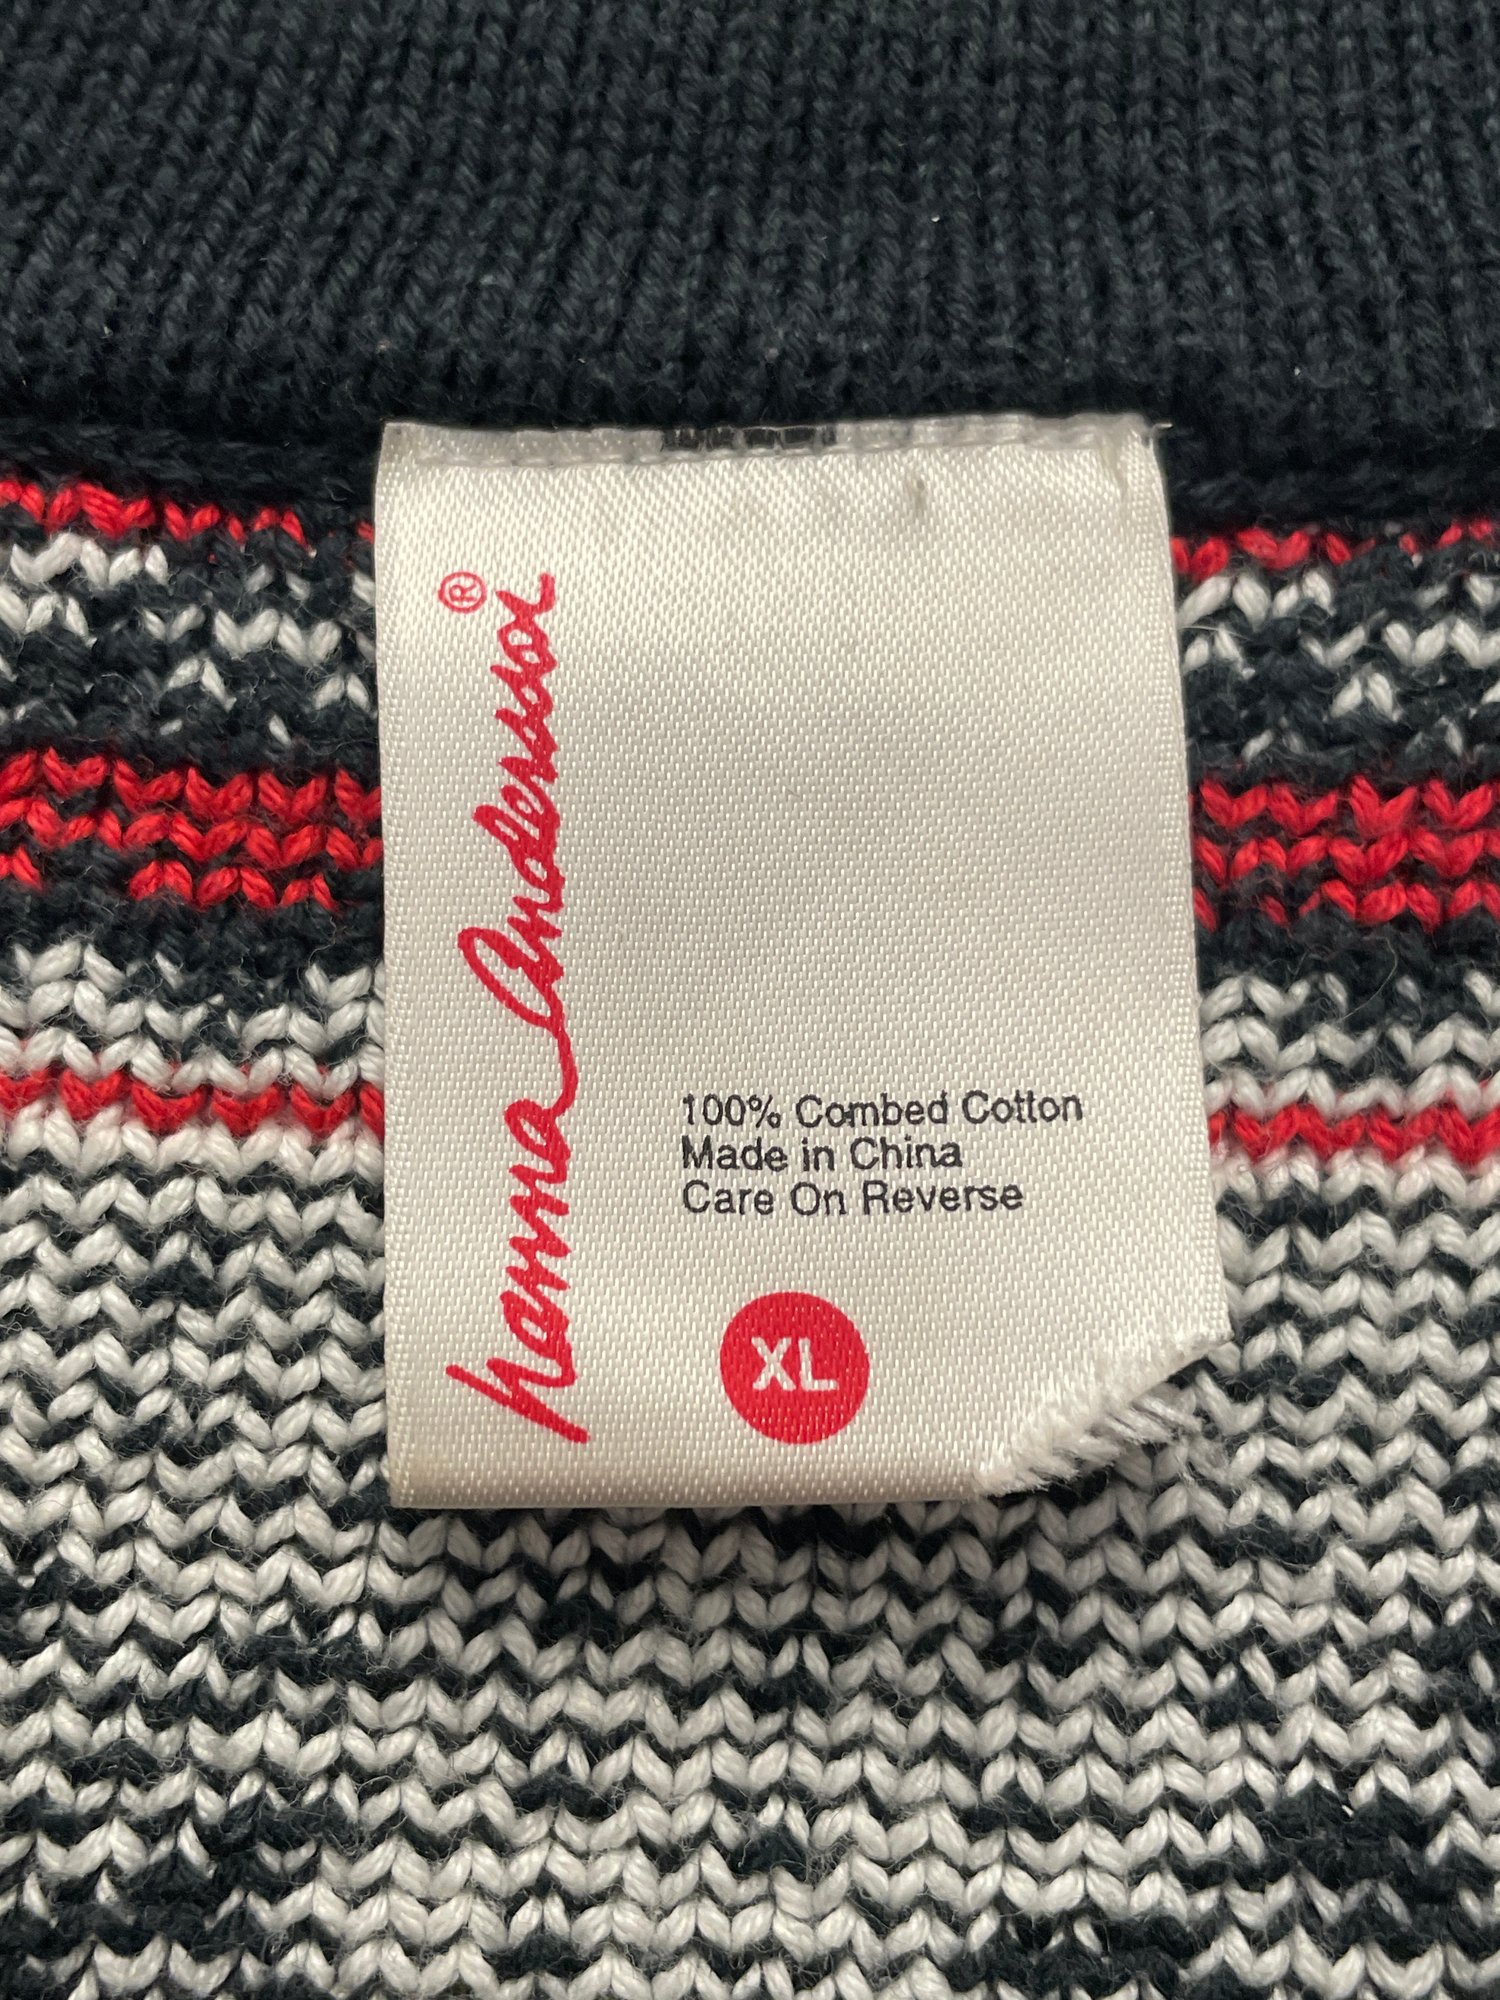 hanna Andersson®
100% Combed Cotton
Made in China
Care On Reverse
XL